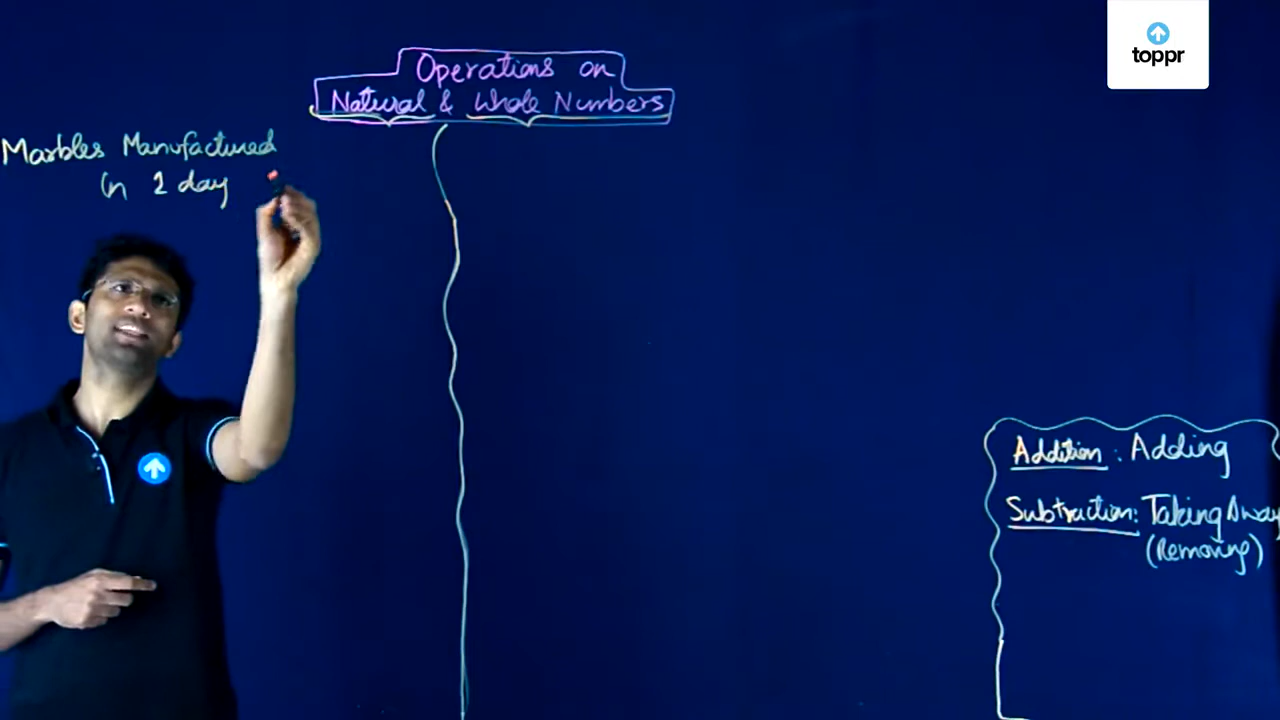 toppr
Operations on
Natural & Whole Numbers
Marbles Manufactured
In 1 day
Addition : Adding
Subtraction: Taking Away
(Removing)